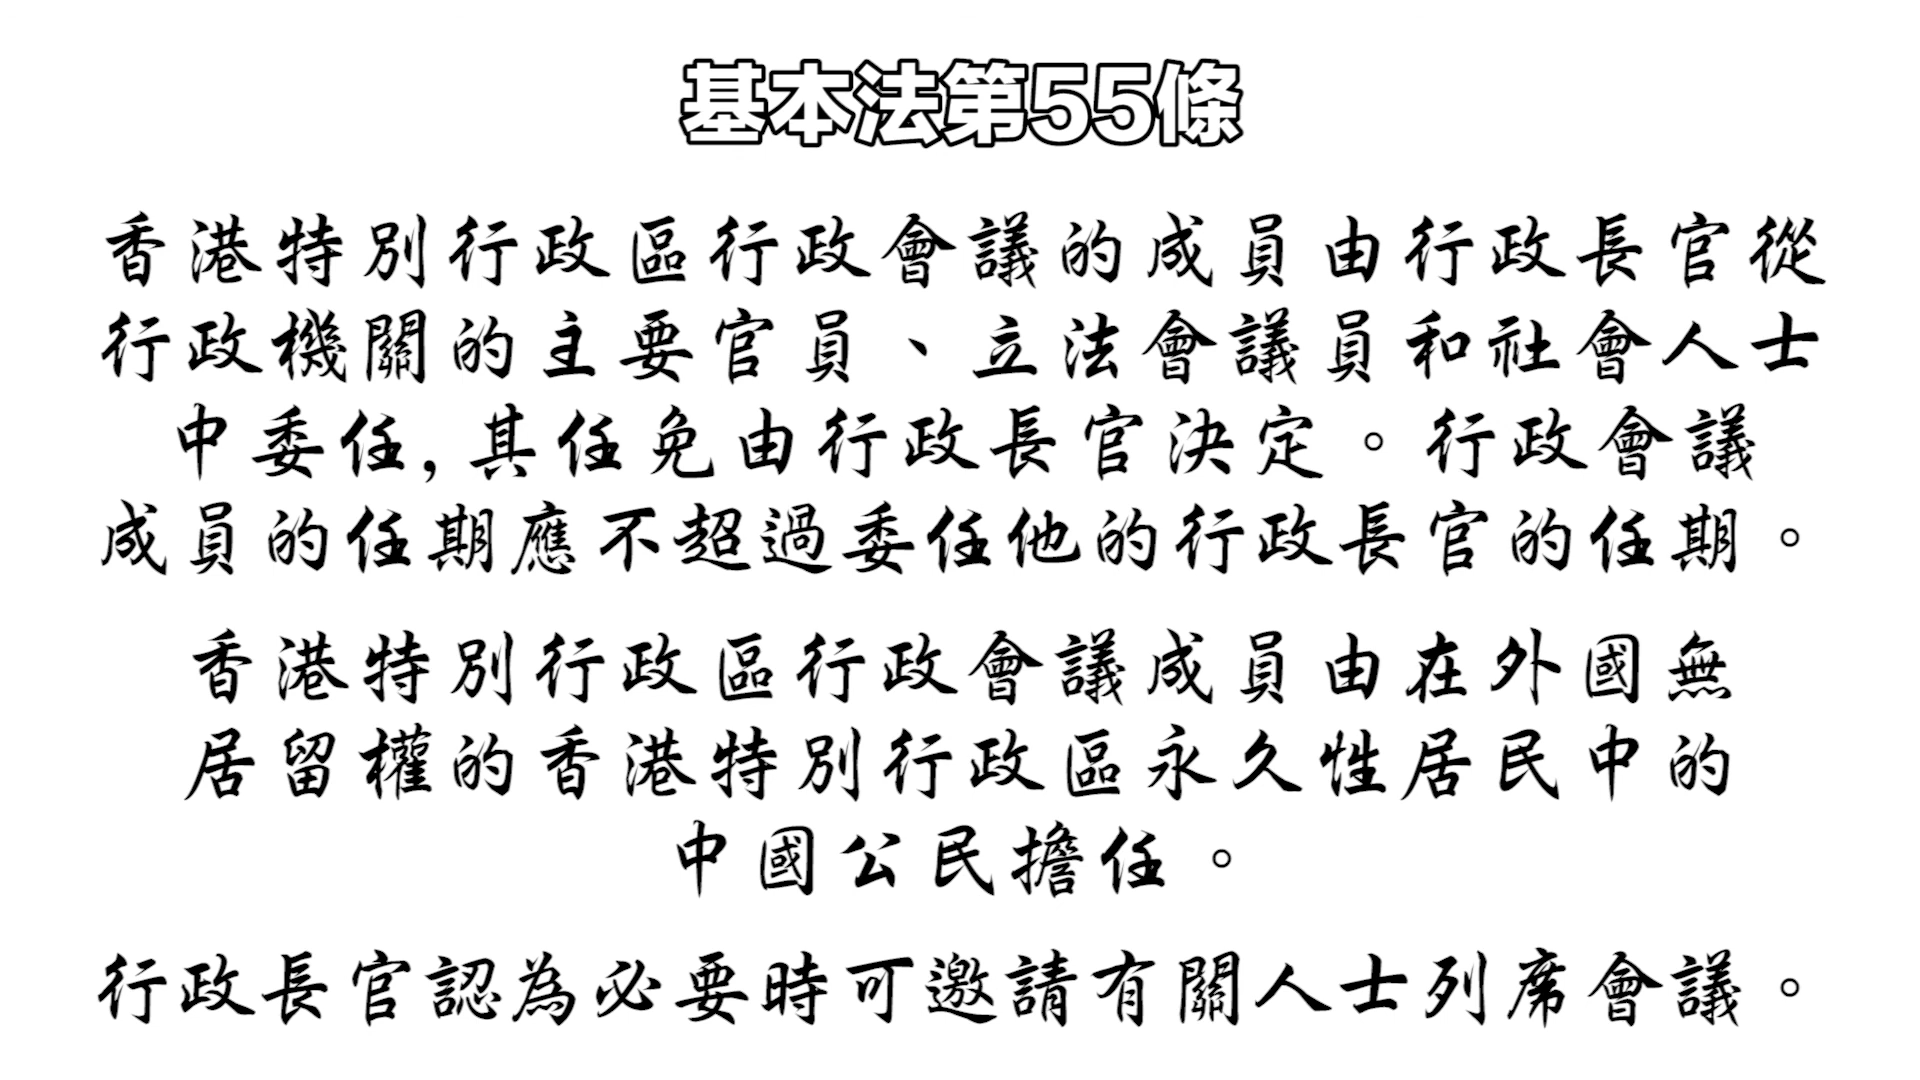 基本法第55條
香港特別行政區行政會議的成員由行政長官從
行政機關的主要官員、立法會議員和社會人士
中委任,其任免由行政長官決定。行政會議
成員的任期應不超過委任他的行政長官的任期。
香港特別行政區行政會議成員由在外國無
居留權的香港特別行政區永久性居民中的
中國公民擔任。
行政長官認為必要時可邀請有關人士列席會議。